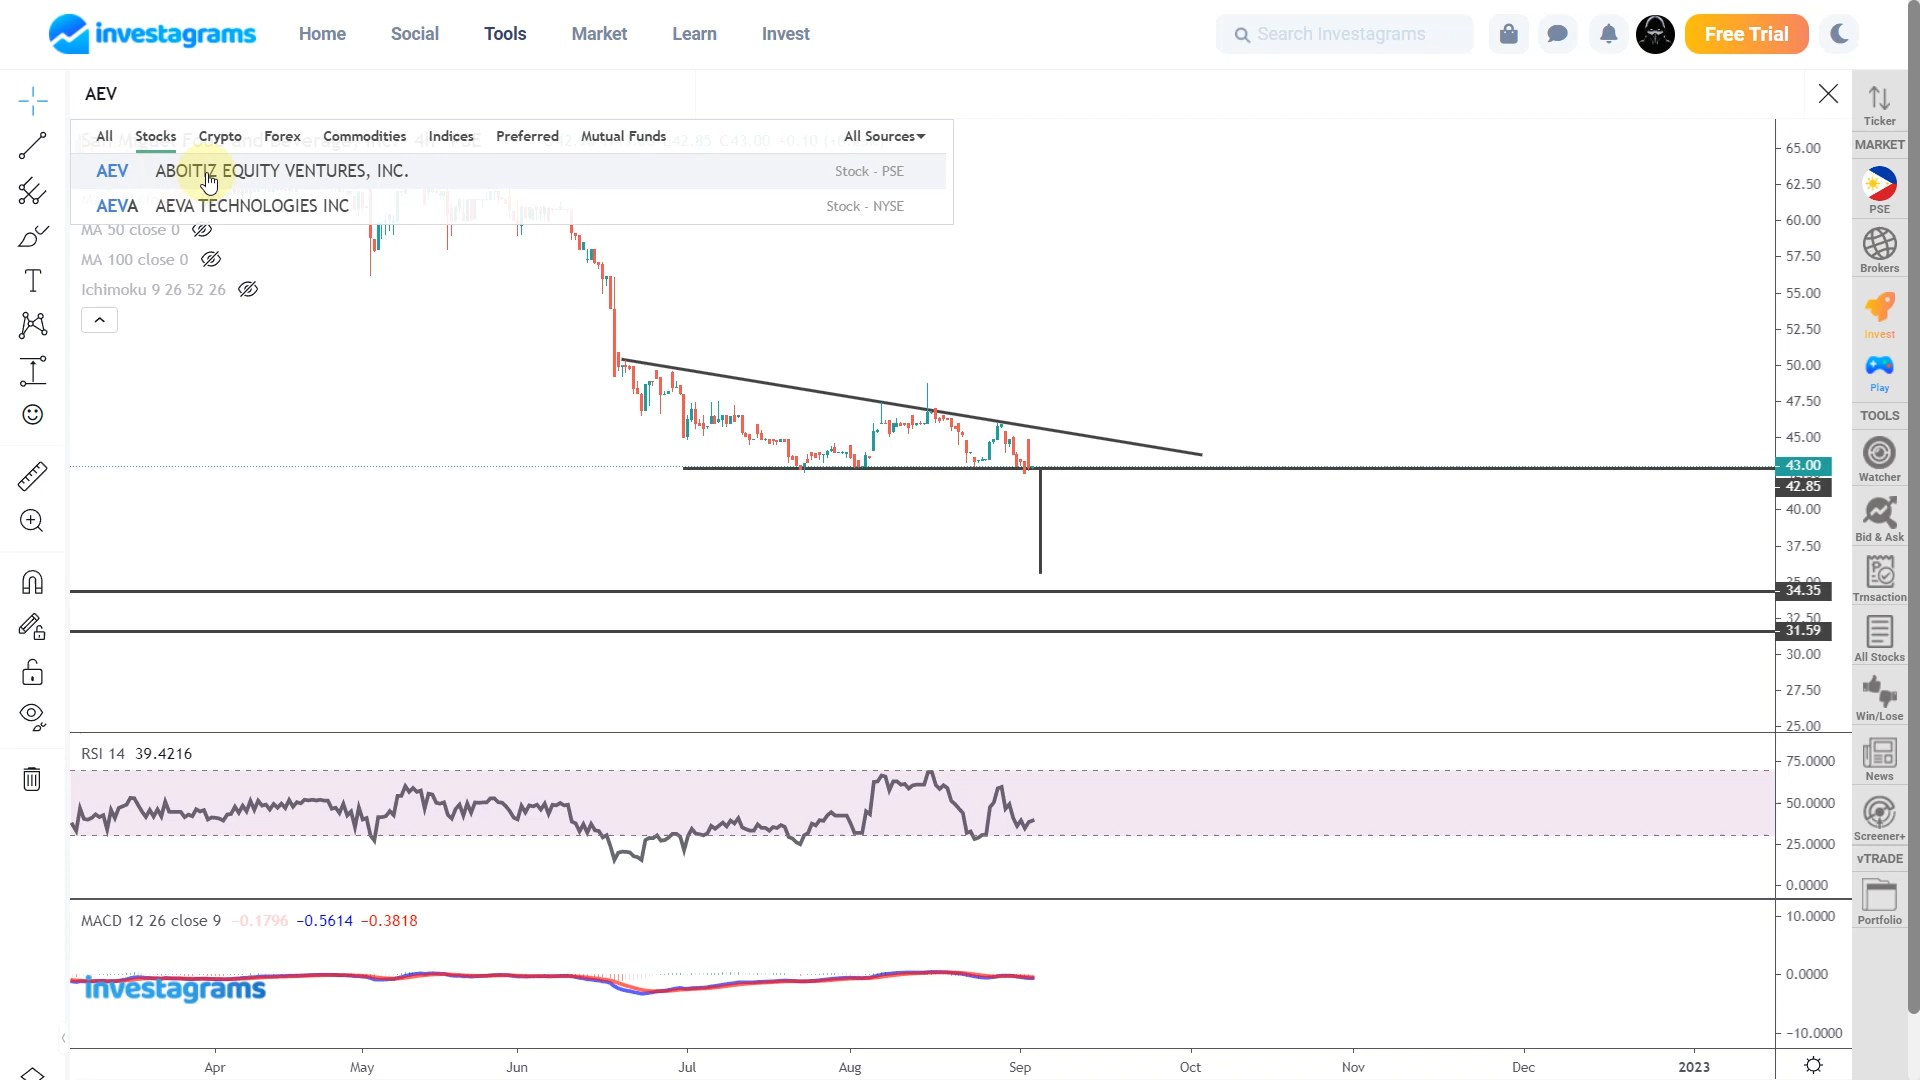 investagrams
Home
Social
Tools
Market
Learn
Invest
Search Investagrams
Free Trial
AEV
All Stocks Crypto Forex Commodities Indices Preferred Mutual Funds All Sources
AEV ABOITIZ EQUITY VENTURES, INC. Stock - PSE
AEVA AEVA TECHNOLOGIES INC Stock - NYSE
MA 50 close 0
MA 100 close 0
Ichimoku 9 26 52 26
65.00
62.50
60.00
57.50
55.00
52.50
50.00
47.50
45.00
43.00
42.85
40.00
37.50
35.00
34.35
32.50
31.59
30.00
27.50
25.00
RSI 14 39.4216
75.0000
50.0000
25.0000
0.0000
MACD 12 26 close 9 -0.1796 -0.5614 -0.3818
10.0000
0.0000
-10.0000
investagrams
Apr May Jun Jul Aug Sep Oct Nov Dec 2023
Ticker
MARKET
PSE
Brokers
Invest
Play
TOOLS
Watcher
Bid & Ask
Trnsaction
All Stocks
Win/Lose
News
Screener+
vTRADE
Portfolio